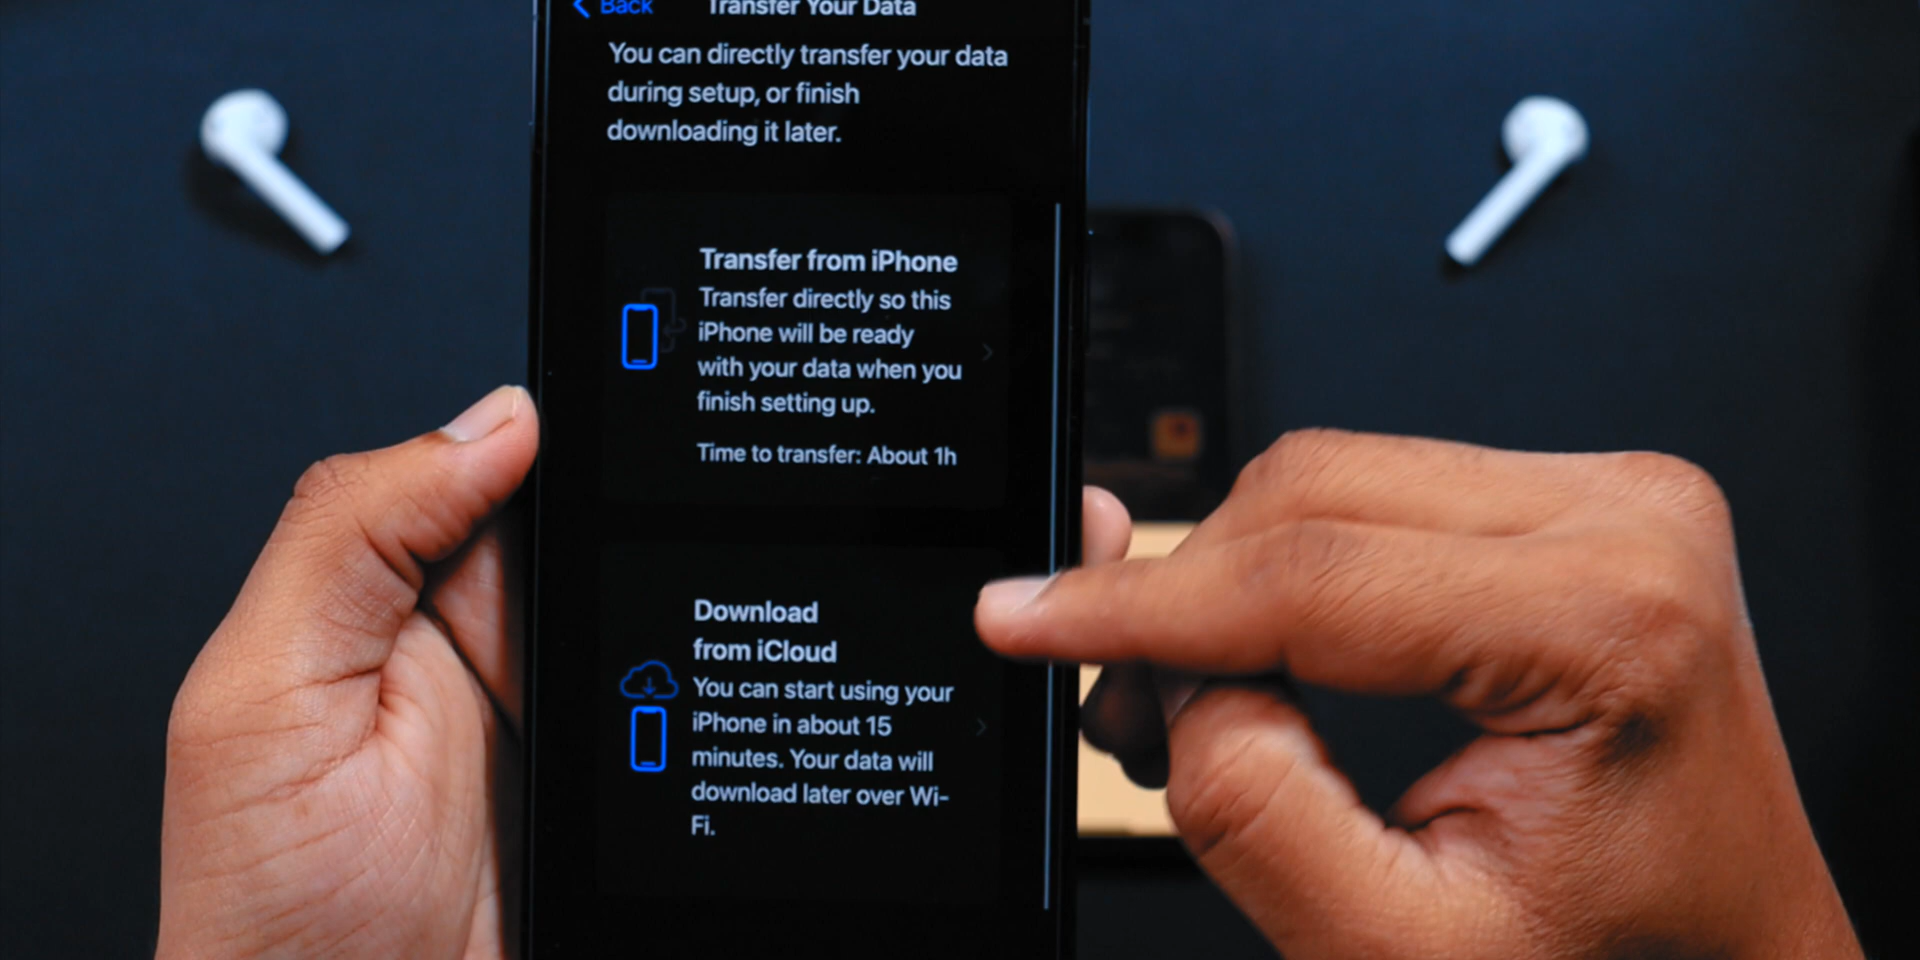 Back
Transfer Your Data
You can directly transfer your data
during setup, or finish
downloading it later.
Transfer from iPhone
Transfer directly so this
iPhone will be ready
with your data when you
finish setting up.
Time to transfer: About 1h
Download
from iCloud
You can start using your
iPhone in about 15
minutes. Your data will
download later over Wi-
Fi.